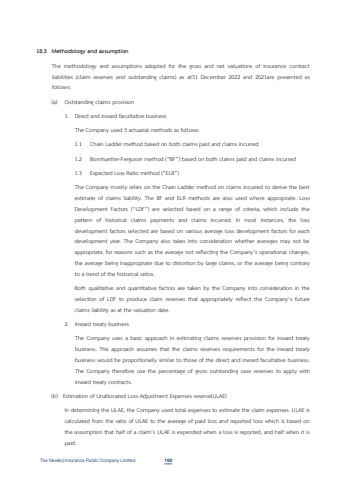 18.3 Methodology and assumption
The methodology and assumptions adopted for the gross and net valuations of insurance contract
liabilities (claim reserves and outstanding claims) as at31 December 2022 and 2021are presented as
follows:
(a) Outstanding claims provision
1. Direct and inward facultative business
The Company used 3 actuarial methods as follows:
1.1 Chain Ladder method based on both claims paid and claims incurred
1.2 Bornhuetter-Ferguson method ("BF") based on both claims paid and claims incurred
1.3 Expected Loss Ratio method ("ELR")
The Company mostly relies on the Chain Ladder method on claims incurred to derive the best
estimate of claims liability. The BF and ELR methods are also used where appropriate. Loss
Development Factors ("LDF") are selected based on a range of criteria, which include the
pattern of historical claims payments and claims incurred. In most instances, the loss
development factors selected are based on various average loss development factors for each
development year. The Company also takes into consideration whether averages may not be
appropriate, for reasons such as the average not reflecting the Company's operational changes,
the average being inappropriate due to distortion by large claims, or the average being contrary
to a trend of the historical ratios.
Both qualitative and quantitative factors are taken by the Company into consideration in the
selection of LDF to produce claim reserves that appropriately reflect the Company's future
claims liability as at the valuation date.
2. Inward treaty business
The Company uses a basic approach in estimating claims reserves provision for inward treaty
business. This approach assumes that the claims reserves requirements for the inward treaty
business would be proportionally similar to those of the direct and inward facultative business.
The Company therefore use the percentage of gross outstanding case reserves to apply with
inward treaty contracts.
(b) Estimation of Unallocated Loss Adjustment Expenses reserve(ULAE)
In determining the ULAE, the Company used total expenses to estimate the claim expenses. ULAE is
calculated from the ratio of ULAE to the average of paid loss and reported loss which is based on
the assumption that half of a claim's ULAE is expended when a loss is reported, and half when it is
paid.
The Navakij Insurance Public Company Limited 192